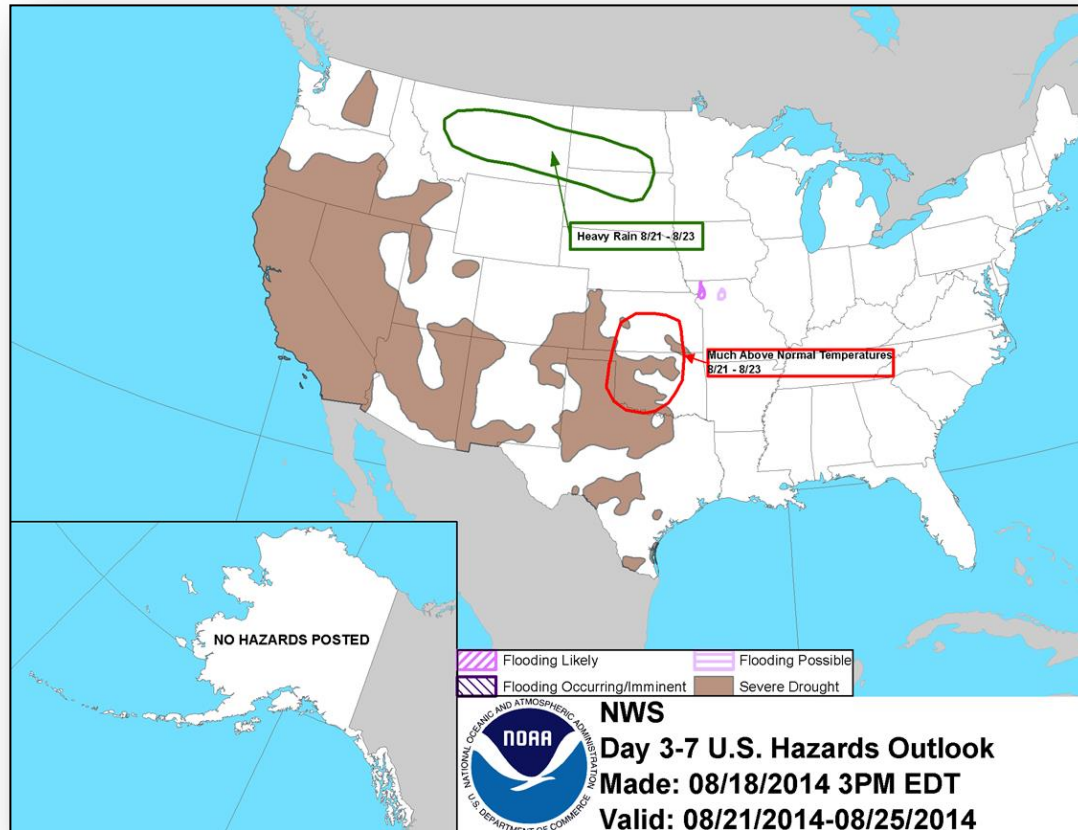 Heavy Rain 8/21 - 8/23
Much Above Normal Temperatures
8/21 - 8/23
NO HAZARDS POSTED
Flooding Likely
Flooding Possible
Flooding Occurring/Imminent
Severe Drought
NATIONAL OCEANIC AND ATMOSPHERIC ADMINISTRATION
NOAA
U.S. DEPARTMENT OF COMMERCE
NWS
Day 3-7 U.S. Hazards Outlook
Made: 08/18/2014 3PM EDT
Valid: 08/21/2014-08/25/2014